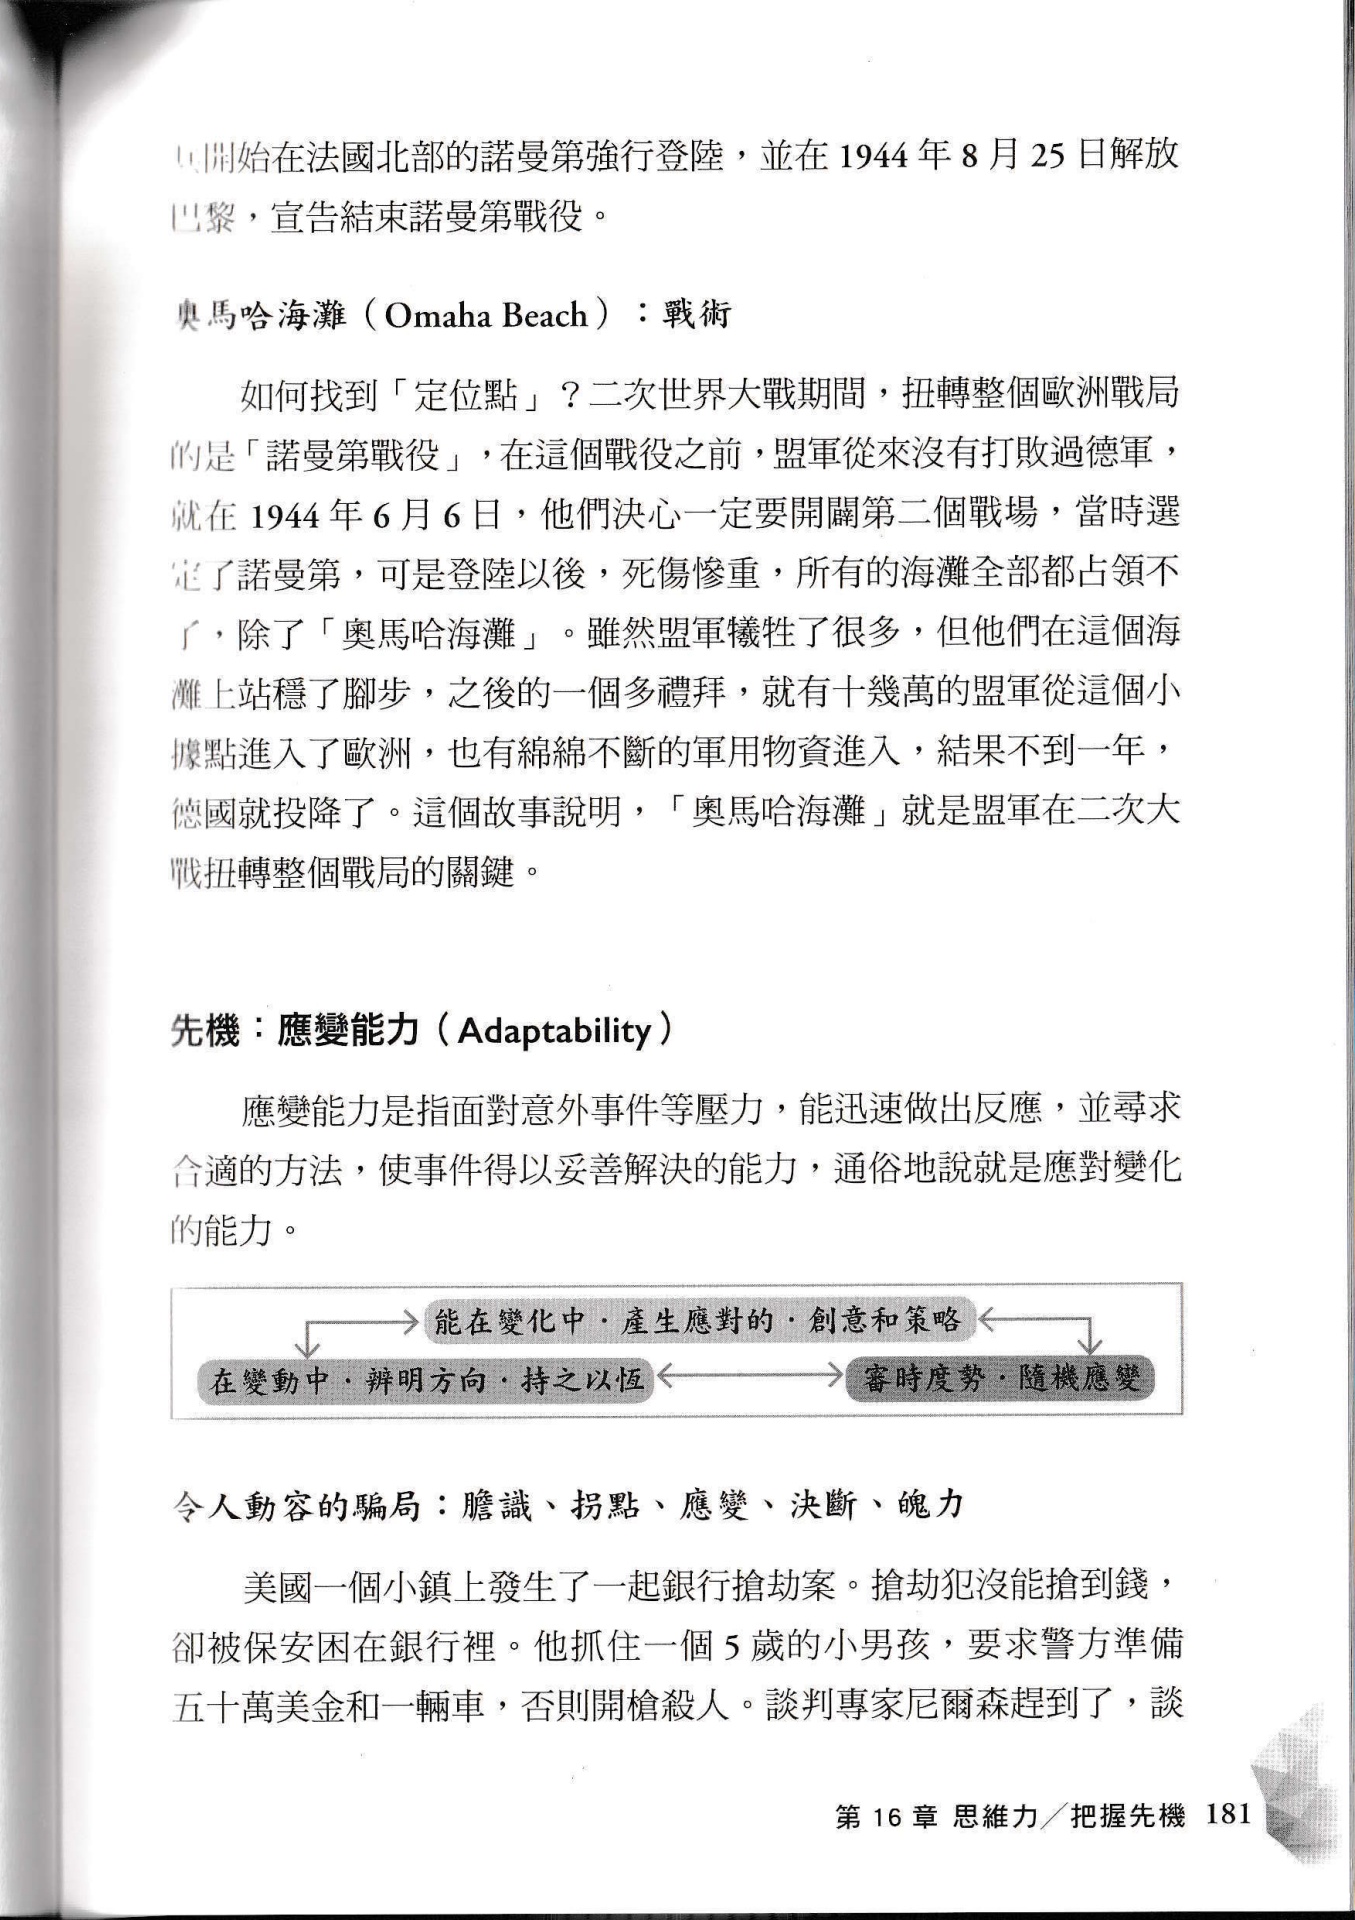 兵開始在法國北部的諾曼第強行登陸，並在 1944 年 8 月 25 日解放
巴黎，宣告結束諾曼第戰役。
奧馬哈海灘（Omaha Beach）：戰術
如何找到「定位點」？二次世界大戰期間，扭轉整個歐洲戰局
的是「諾曼第戰役」，在這個戰役之前，盟軍從來沒有打敗過德軍，
就在 1944 年 6 月 6 日，他們決心一定要開闢第二個戰場，當時選
定了諾曼第，可是登陸以後，死傷慘重，所有的海灘全部都占領不
了，除了「奧馬哈海灘」。雖然盟軍犧牲了很多，但他們在這個海
灘上站穩了腳步，之後的一個多禮拜，就有十幾萬的盟軍從這個小
據點進入了歐洲，也有綿綿不斷的軍用物資進入，結果不到一年，
德國就投降了。這個故事說明，「奧馬哈海灘」就是盟軍在二次大
戰扭轉整個戰局的關鍵。
先機：應變能力（Adaptability）
應變能力是指面對意外事件等壓力，能迅速做出反應，並尋求
合適的方法，使事件得以妥善解決的能力，通俗地說就是應對變化
的能力。
能在變化中．產生應對的．創意和策略
在變動中．辨明方向．持之以恆
審時度勢．隨機應變
令人動容的騙局：膽識、拐點、應變、決斷、魄力
美國一個小鎮上發生了一起銀行搶劫案。搶劫犯沒能搶到錢，
卻被保安困在銀行裡。他抓住一個 5 歲的小男孩，要求警方準備
五十萬美金和一輛車，否則開槍殺人。談判專家尼爾森趕到了，談
第 16 章 思維力／把握先機 181